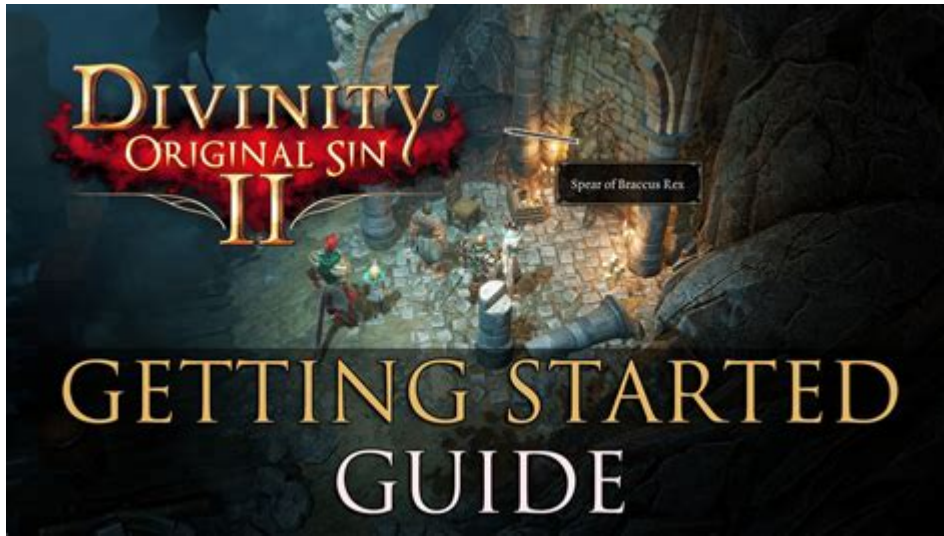 DIVINITY®
ORIGINAL SIN
II
Spear of Braccus Rex
GETTING STARTED
GUIDE